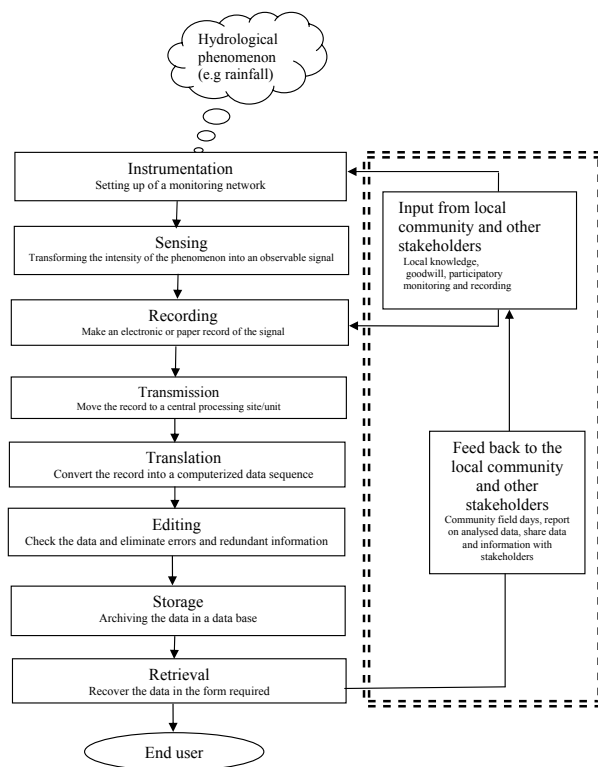 Hydrological
phenomenon
(e.g rainfall)
Instrumentation
Setting up of a monitoring network
Sensing
Transforming the intensity of the phenomenon into an observable signal
Recording
Make an electronic or paper record of the signal
Transmission
Move the record to a central processing site/unit
Translation
Convert the record into a computerized data sequence
Editing
Check the data and eliminate errors and redundant information
Storage
Archiving the data in a data base
Retrieval
Recover the data in the form required
End user
Input from local
community and other
stakeholders
Local knowledge,
goodwill, participatory
monitoring and recording
Feed back to the
local community
and other
stakeholders
Community field days, report
on analysed data, share data
and information with
stakeholders